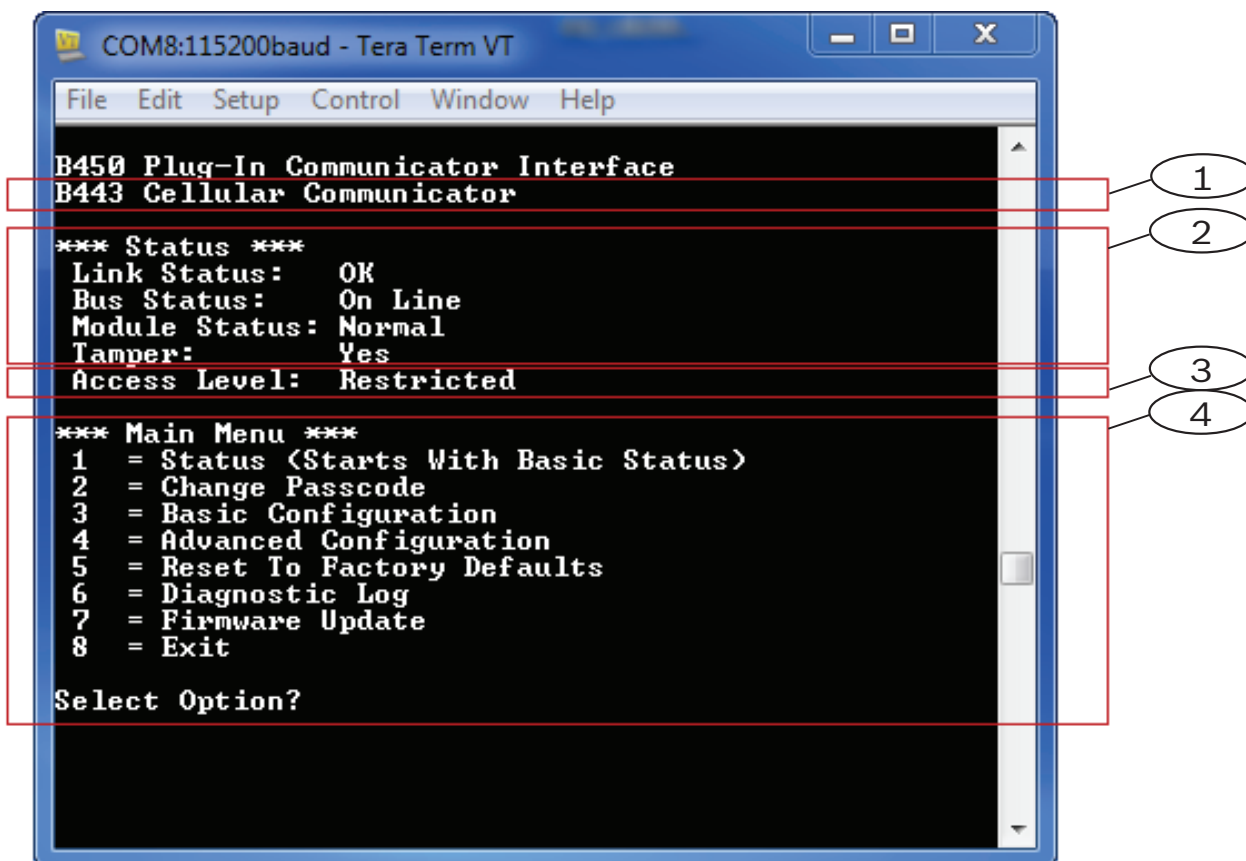 COM8:115200baud - Tera Term VT
File Edit Setup Control Window Help
B450 Plug-In Communicator Interface
B443 Cellular Communicator
1
*** Status ***
2
Link Status: OK
Bus Status: On Line
Module Status: Normal
Tamper: Yes
Access Level: Restricted
3
4
*** Main Menu ***
1 = Status (Starts With Basic Status)
2 = Change Passcode
3 = Basic Configuration
4 = Advanced Configuration
5 = Reset To Factory Defaults
6 = Diagnostic Log
7 = Firmware Update
8 = Exit
Select Option?